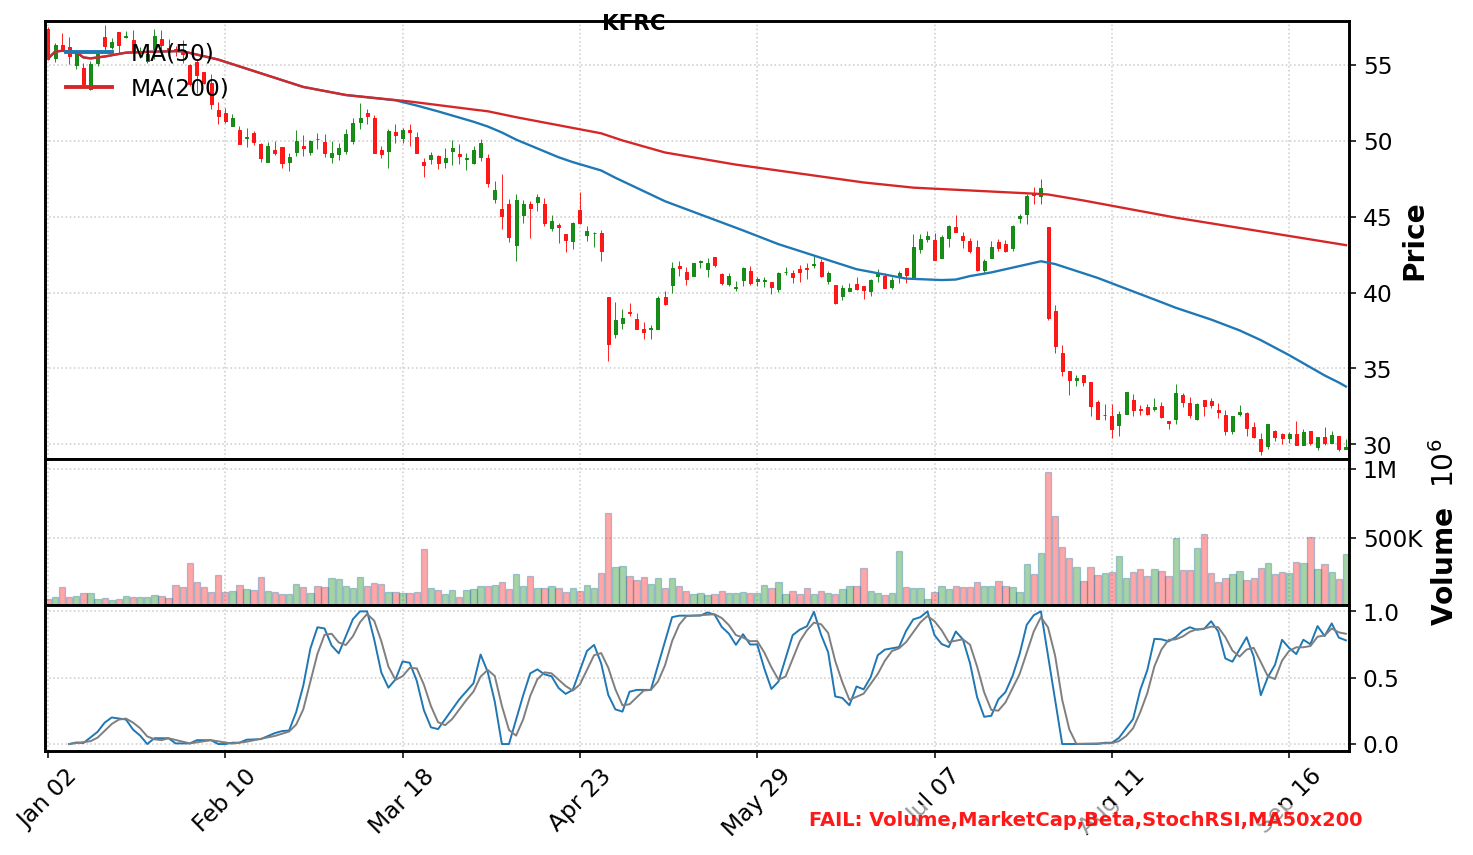 KFRC
MA(50)
MA(200)
55
50
45
40
35
30
Price
1M
500K
Volume 10⁶
1.0
0.5
0.0
Jan 02
Feb 10
Mar 18
Apr 23
May 29
Jul 07
Aug 11
Sep 16
FAIL: Volume,MarketCap,Beta,StochRSI,MA50x200